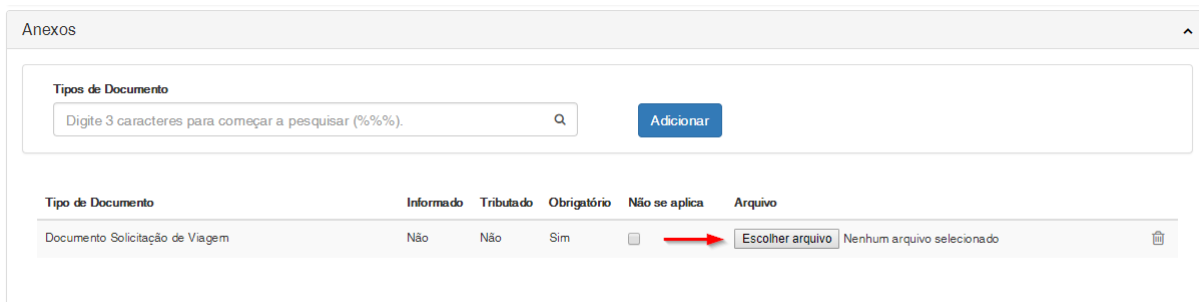 Anexos
Tipos de Documento
Digite 3 caracteres para começar a pesquisar (%%%).
Adicionar
Tipo de Documento Informado Tributado Obrigatório Não se aplica Arquivo
Documento Solicitação de Viagem Não Não Sim Escolher arquivo Nenhum arquivo selecionado